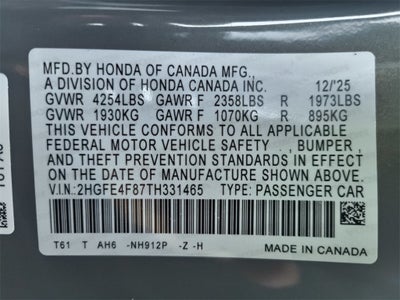 MFD.BY HONDA OF CANADA MFG.,
A DIVISION OF HONDA CANADA INC. 12/'25
GVWR 4254LBS GAWR F 2358LBS R 1973LBS
GVWR 1930KG GAWR F 1070KG R 895KG
THIS VEHICLE CONFORMS TO ALL APPLICABLE
FEDERAL MOTOR VEHICLE SAFETY , BUMPER ,
AND THEFT PREVENTION STANDARDS IN EFFECT
ON THE DATE OF MANUFACTURE SHOWN ABOVE.
V.I.N.:2HGFE4F87TH331465 TYPE: PASSENGER CAR
T61 T AH6 -NH912P -Z -H
MADE IN CANADA